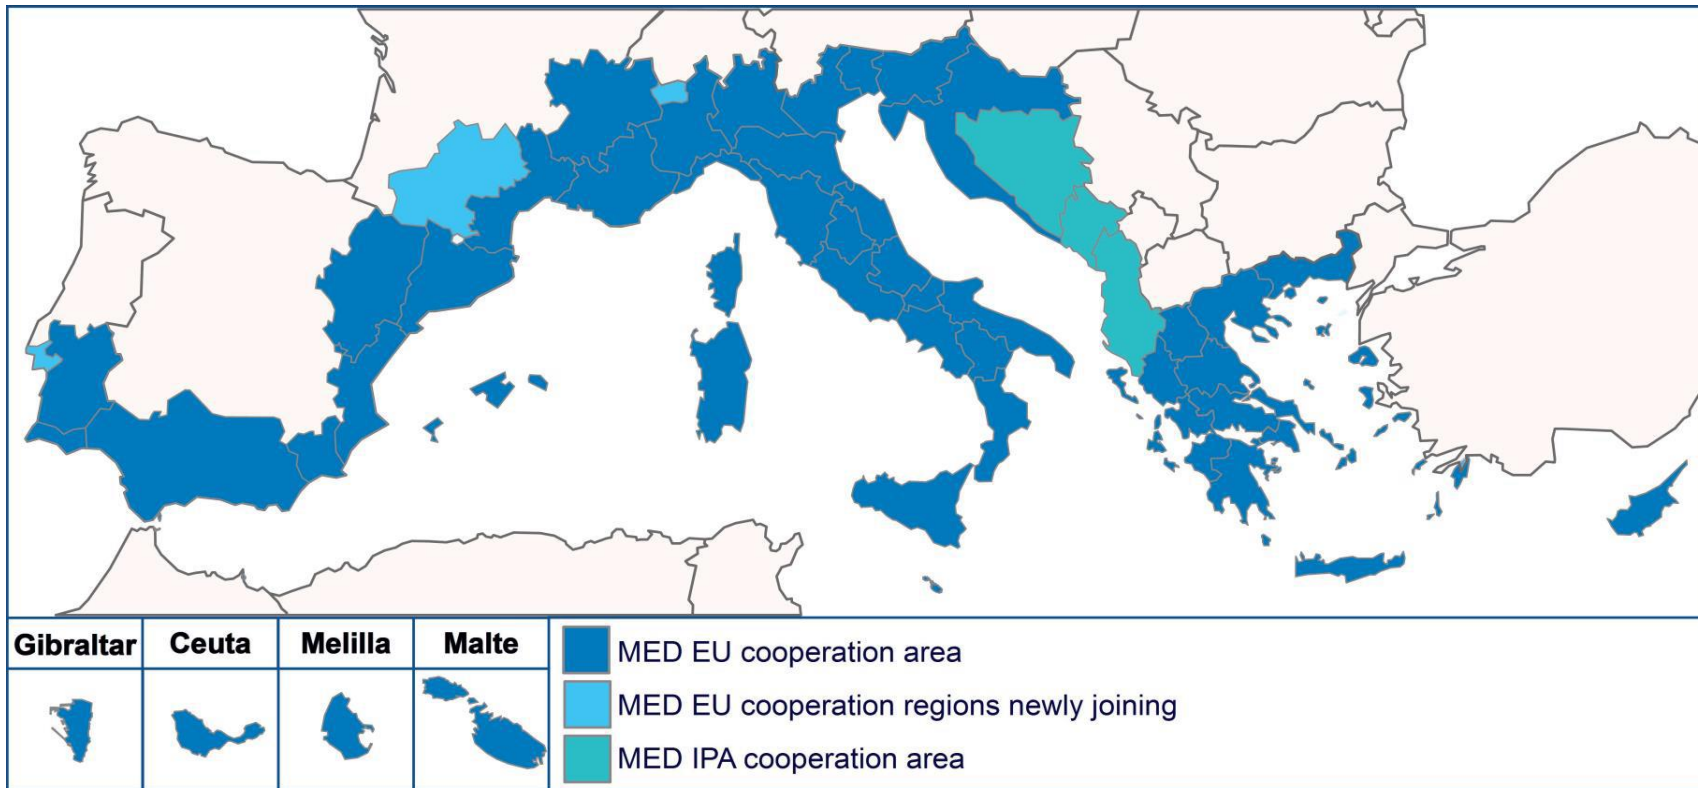 Gibraltar
Ceuta
Melilla
Malte
MED EU cooperation area
MED EU cooperation regions newly joining
MED IPA cooperation area